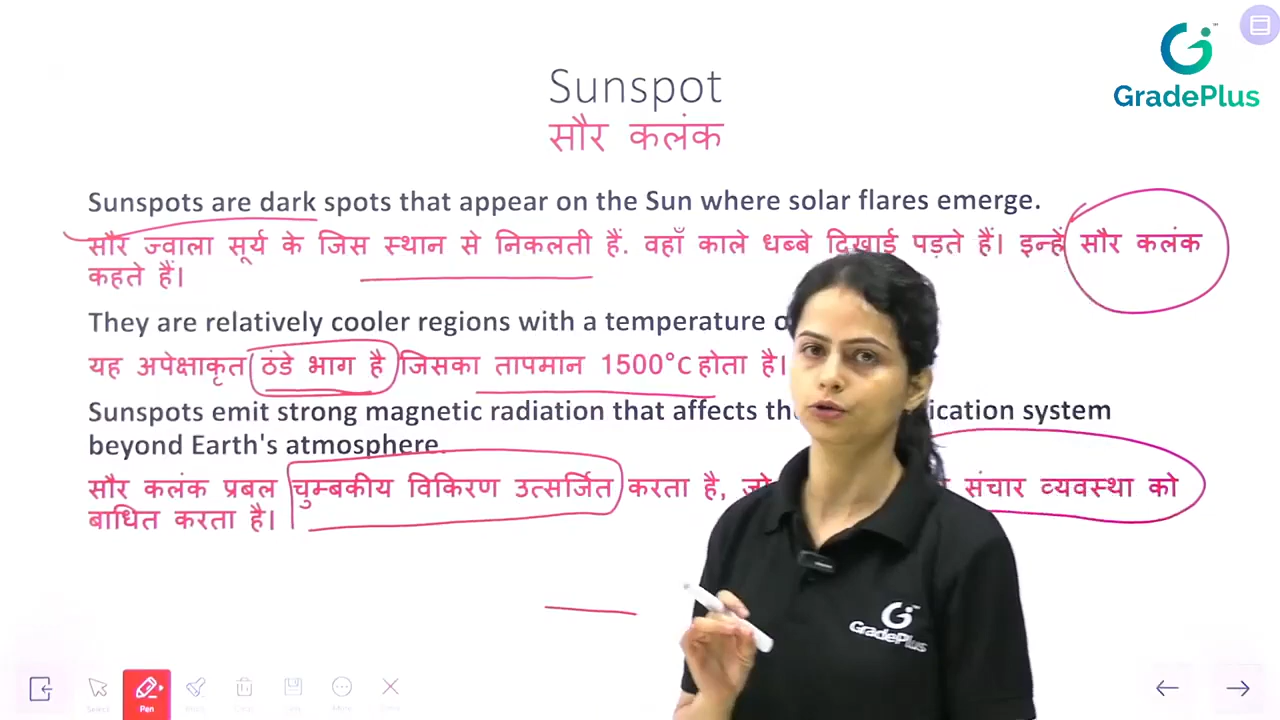 GradePlus
Sunspot
सौर कलंक
Sunspots are dark spots that appear on the Sun where solar flares emerge.
सौर ज्वाला सूर्य के जिस स्थान से निकलती हैं. वहाँ काले धब्बे दिखाई पड़ते हैं। इन्हें सौर कलंक
कहते हैं।
They are relatively cooler regions with a temperature
यह अपेक्षाकृत ठंडे भाग है जिसका तापमान 1500°C होता है।
Sunspots emit strong magnetic radiation that affects system
beyond Earth's atmosphere.
सौर कलंक प्रबल चुम्बकीय विकिरण उत्सर्जित करता है, संचार व्यवस्था को
बाधित करता है।
GradePlus
Select Pen More